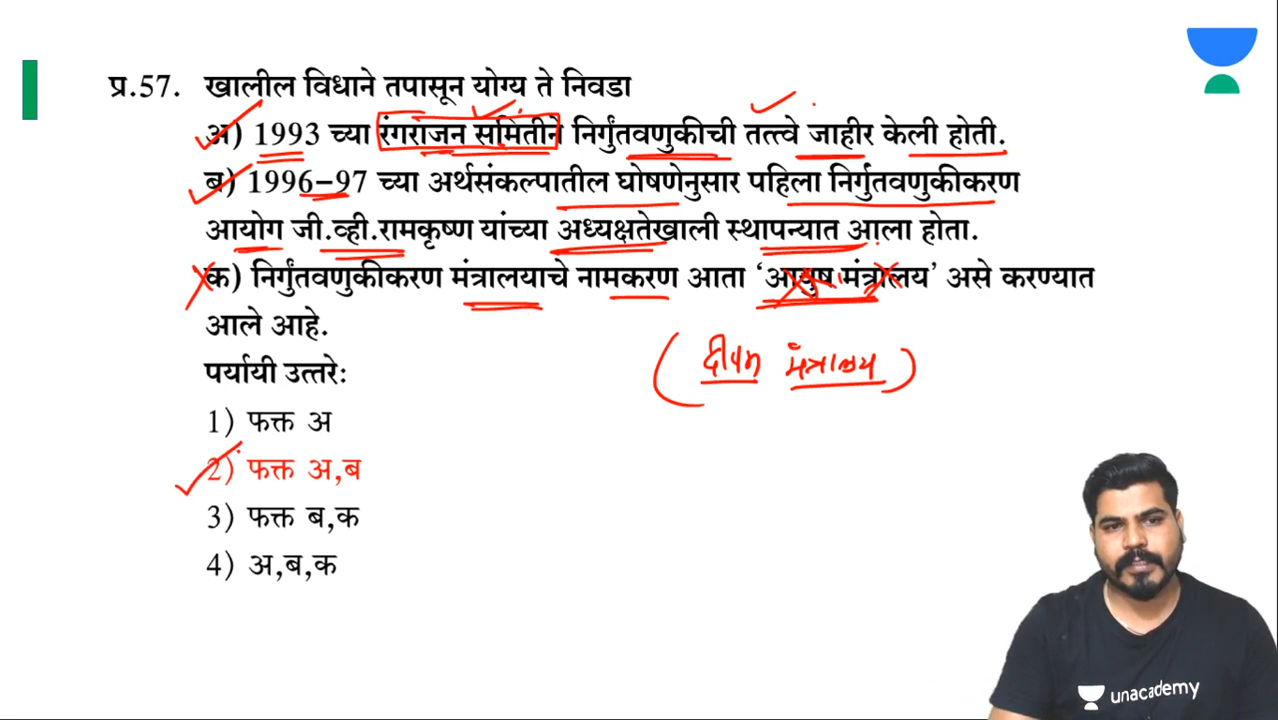 प्र.57. खालील विधाने तपासून योग्य ते निवडा
अ) 1993 च्या रंगराजन समितीने निर्गुंतवणुकीची तत्त्वे जाहीर केली होती.
ब) 1996-97 च्या अर्थसंकल्पातील घोषणेनुसार पहिला निर्गुतवणुकीकरण
आयोग जी.व्ही.रामकृष्ण यांच्या अध्यक्षतेखाली स्थापन्यात आला होता.
क) निर्गुंतवणुकीकरण मंत्रालयाचे नामकरण आता 'आयुष मंत्रालय' असे करण्यात
आले आहे.
(दीपम मंत्रालय)
पर्यायी उत्तरेः
1) फक्त अ
2) फक्त अ,ब
3) फक्त ब,क
4) अ,ब,क
unacademy